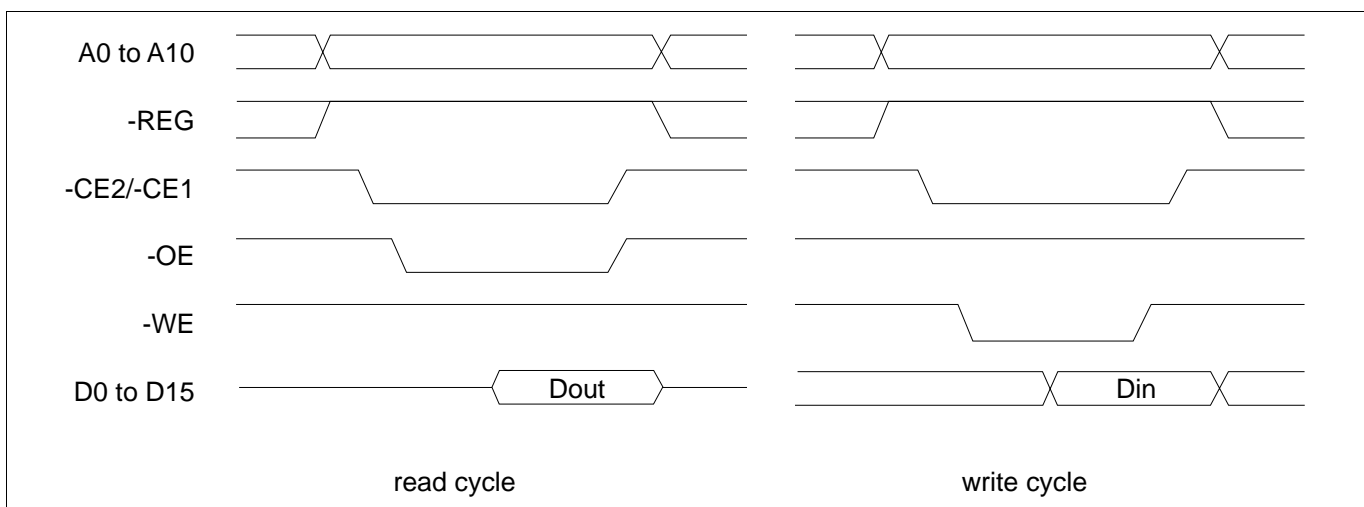 A0 to A10
-REG
-CE2/-CE1
-OE
-WE
D0 to D15
Dout
Din
read cycle
write cycle